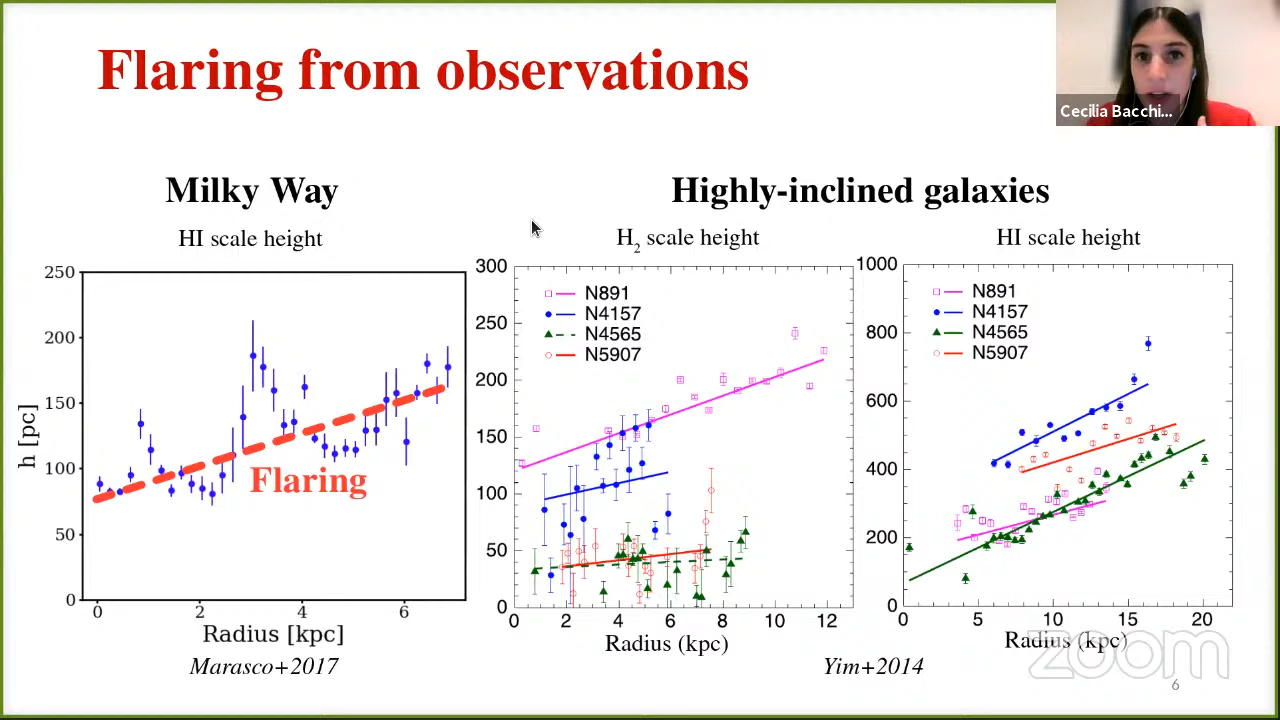 Flaring from observations
Cecilia Bacchi...
Milky Way
HI scale height
250
200
150
100
50
0
h [pc]
Flaring
0 2 4 6
Radius [kpc]
Marasco+2017
Highly-inclined galaxies
H2 scale height
300
250
200
150
100
50
0
N891
N4157
N4565
N5907
0 2 4 6 8 10 12
Radius (kpc)
HI scale height
1000
800
600
400
200
0
N891
N4157
N4565
N5907
0 5 10 15 20
Radius (kpc)
Yim+2014
zoom
6